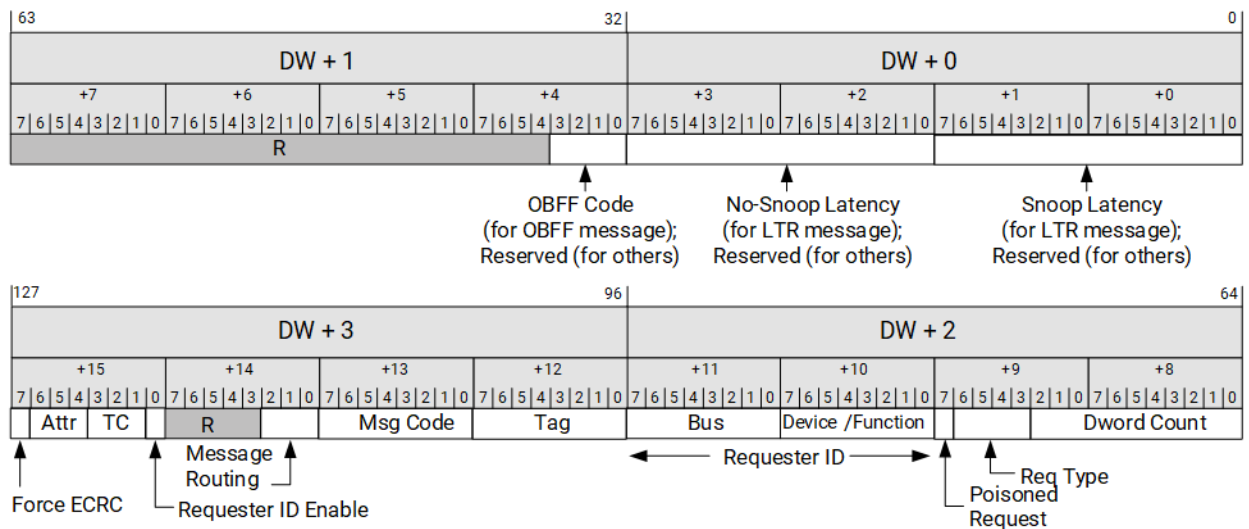 63 32 0
DW + 1 DW + 0
+7 +6 +5 +4 +3 +2 +1 +0
7 6 5 4 3 2 1 0 7 6 5 4 3 2 1 0 7 6 5 4 3 2 1 0 7 6 5 4 3 2 1 0 7 6 5 4 3 2 1 0 7 6 5 4 3 2 1 0 7 6 5 4 3 2 1 0 7 6 5 4 3 2 1 0
R
OBFF Code
(for OBFF message);
Reserved (for others)
No-Snoop Latency
(for LTR message);
Reserved (for others)
Snoop Latency
(for LTR message);
Reserved (for others)
127 96 64
DW + 3 DW + 2
+15 +14 +13 +12 +11 +10 +9 +8
7 6 5 4 3 2 1 0 7 6 5 4 3 2 1 0 7 6 5 4 3 2 1 0 7 6 5 4 3 2 1 0 7 6 5 4 3 2 1 0 7 6 5 4 3 2 1 0 7 6 5 4 3 2 1 0 7 6 5 4 3 2 1 0
Attr TC R Msg Code Tag Bus Device /Function Dword Count
Force ECRC
Requester ID Enable
Message
Routing
Requester ID
Poisoned
Request
Req Type